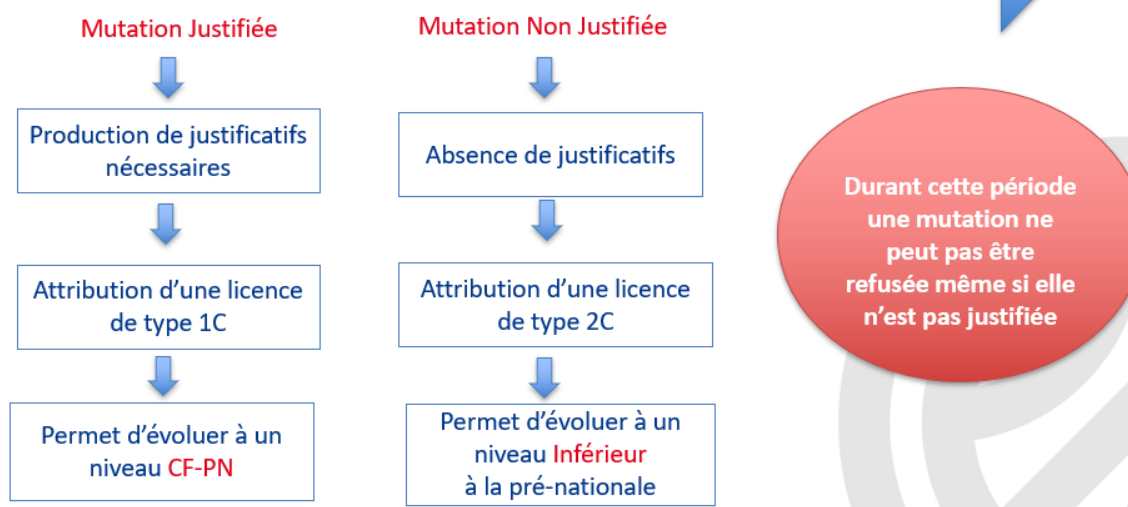 Mutation Justifiée
Production de justificatifs
nécessaires
Attribution d’une licence
de type 1C
Permet d’évoluer à un
niveau CF-PN
Mutation Non Justifiée
Absence de justificatifs
Attribution d’une licence
de type 2C
Permet d’évoluer à un
niveau Inférieur
à la pré-nationale
Durant cette période
une mutation ne
peut pas être
refusée même si elle
n’est pas justifiée